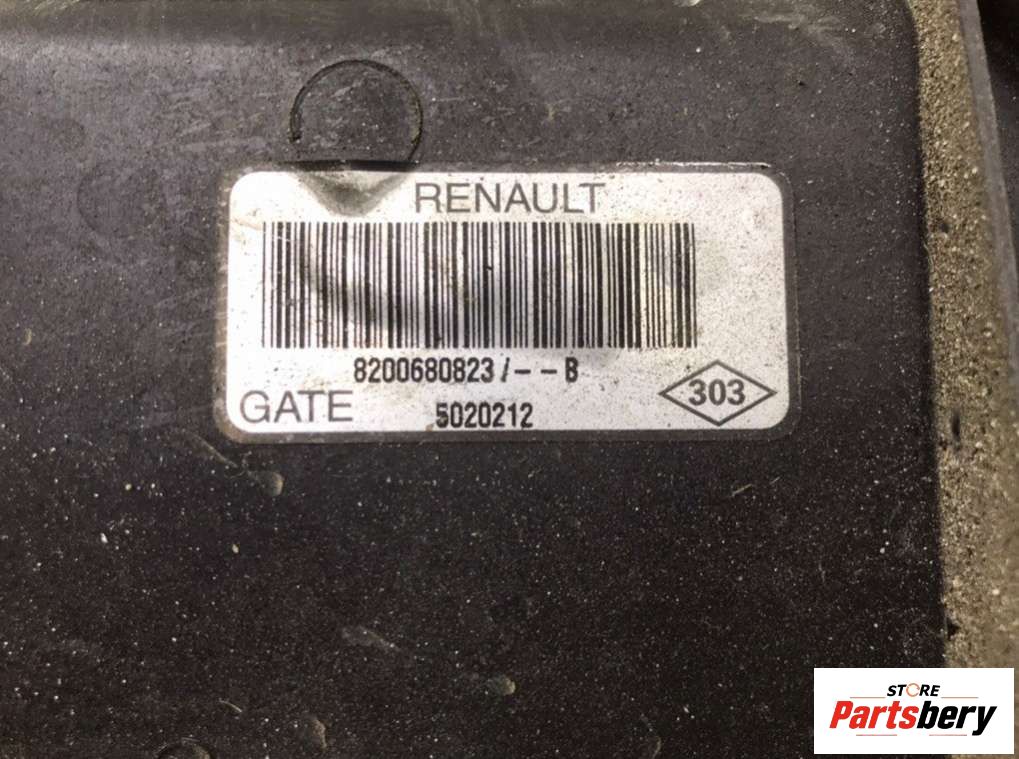 RENAULT
8200680823/--B
GATE
5020212
303
STORE
Partsbery